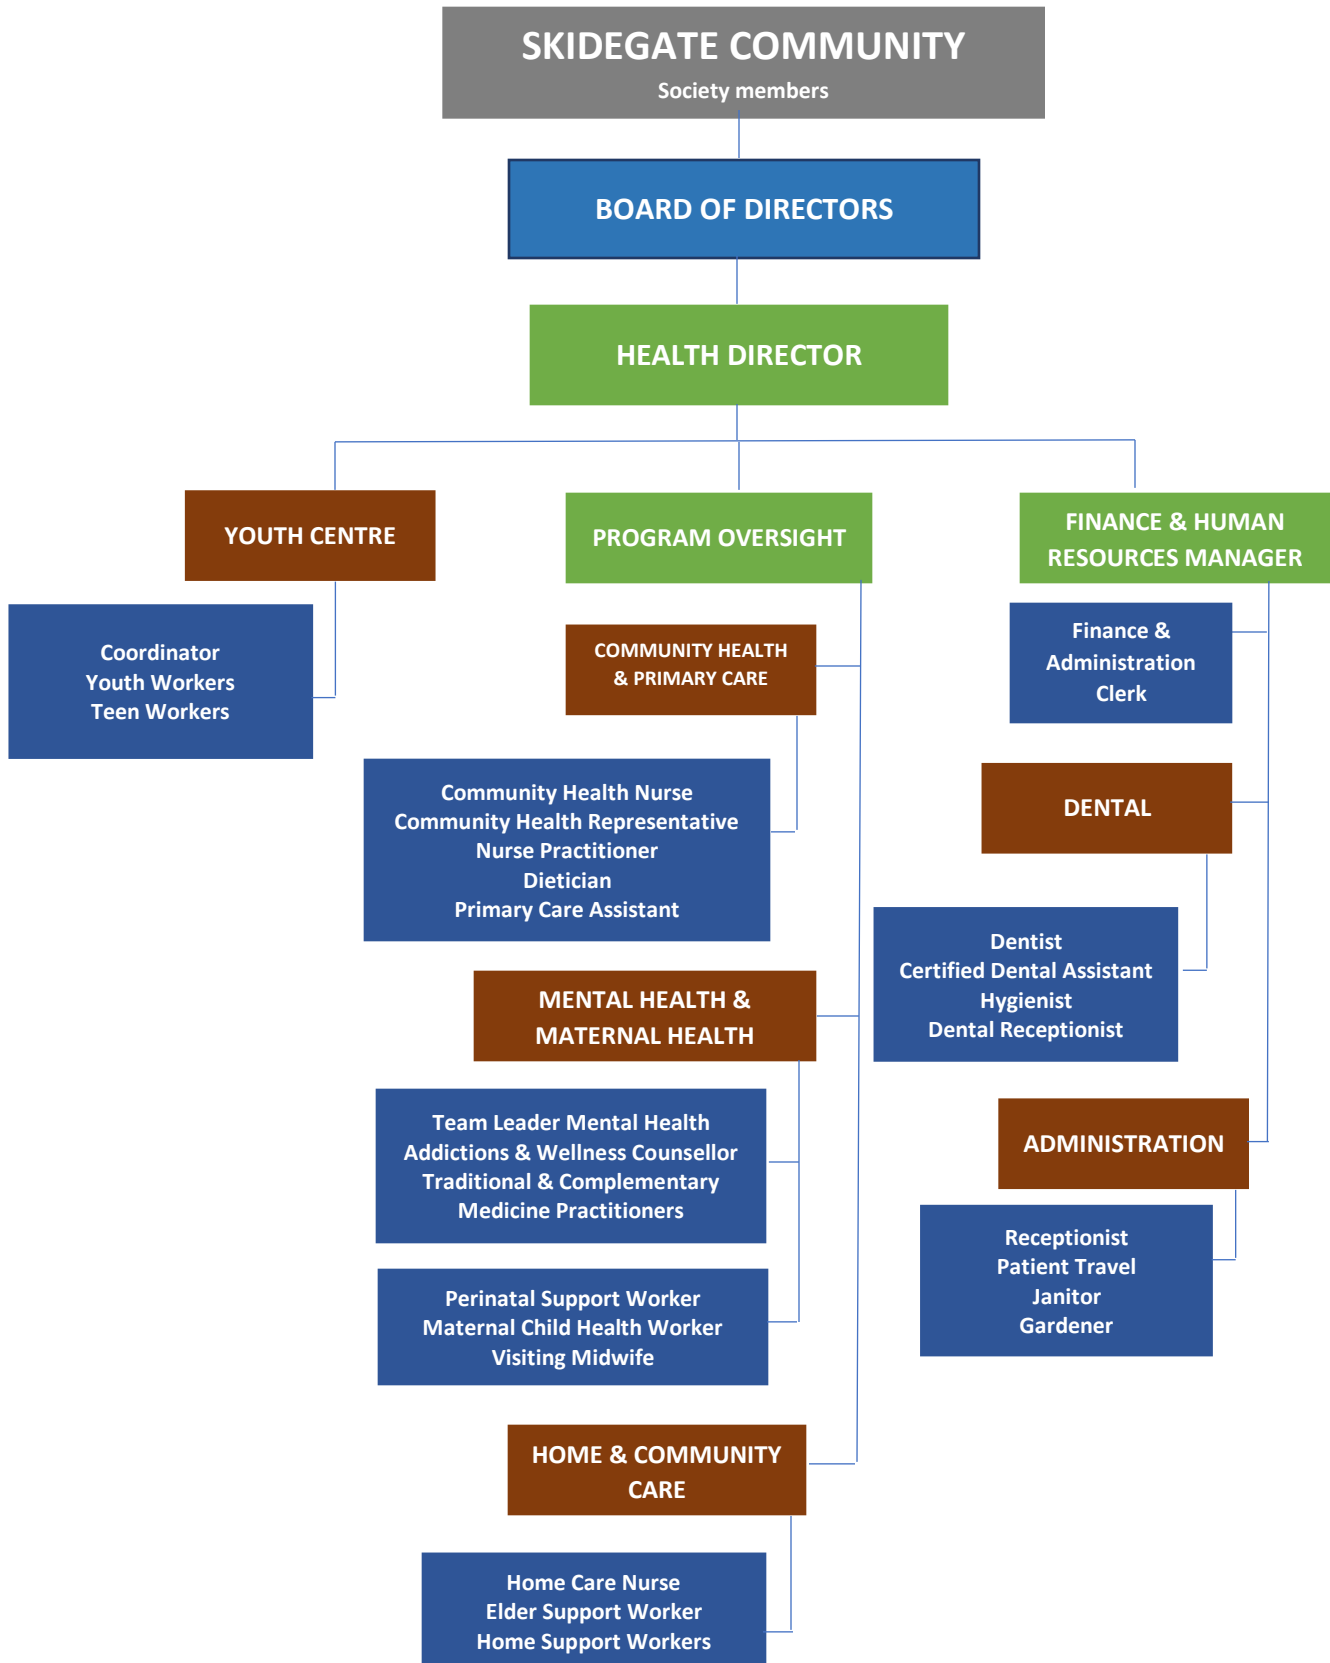 SKIDEGATE COMMUNITY
Society members
BOARD OF DIRECTORS
HEALTH DIRECTOR
YOUTH CENTRE
Coordinator
Youth Workers
Teen Workers
PROGRAM OVERSIGHT
COMMUNITY HEALTH
& PRIMARY CARE
Community Health Nurse
Community Health Representative
Nurse Practitioner
Dietician
Primary Care Assistant
MENTAL HEALTH &
MATERNAL HEALTH
Team Leader Mental Health
Addictions & Wellness Counsellor
Traditional & Complementary
Medicine Practitioners
Perinatal Support Worker
Maternal Child Health Worker
Visiting Midwife
HOME & COMMUNITY
CARE
Home Care Nurse
Elder Support Worker
Home Support Workers
FINANCE & HUMAN
RESOURCES MANAGER
Finance &
Administration
Clerk
DENTAL
Dentist
Certified Dental Assistant
Hygienist
Dental Receptionist
ADMINISTRATION
Receptionist
Patient Travel
Janitor
Gardener